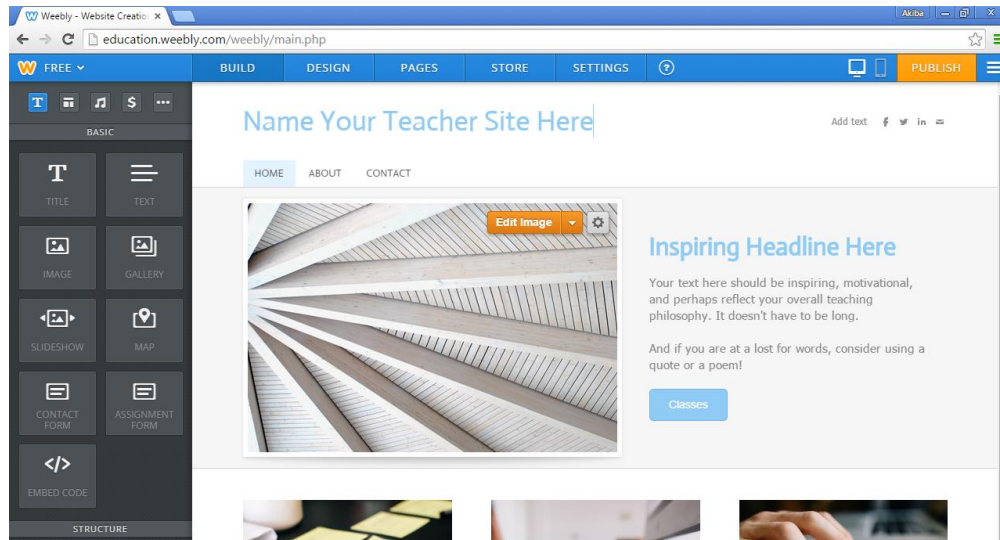 Weebly - Website Creatio
Akiba
education.weebly.com/weebly/main.php
FREE
BUILD DESIGN PAGES STORE SETTINGS ? PUBLISH
T $
BASIC
T
TITLE TEXT
IMAGE GALLERY
SLIDESHOW MAP
CONTACT FORM
ASSIGNMENT FORM
</>
EMBED CODE
STRUCTURE
Name Your Teacher Site Here
Add text f in
HOME ABOUT CONTACT
Edit Image
Inspiring Headline Here
Your text here should be inspiring, motivational,
and perhaps reflect your overall teaching
philosophy. It doesn't have to be long.
And if you are at a lost for words, consider using a
quote or a poem!
Classes